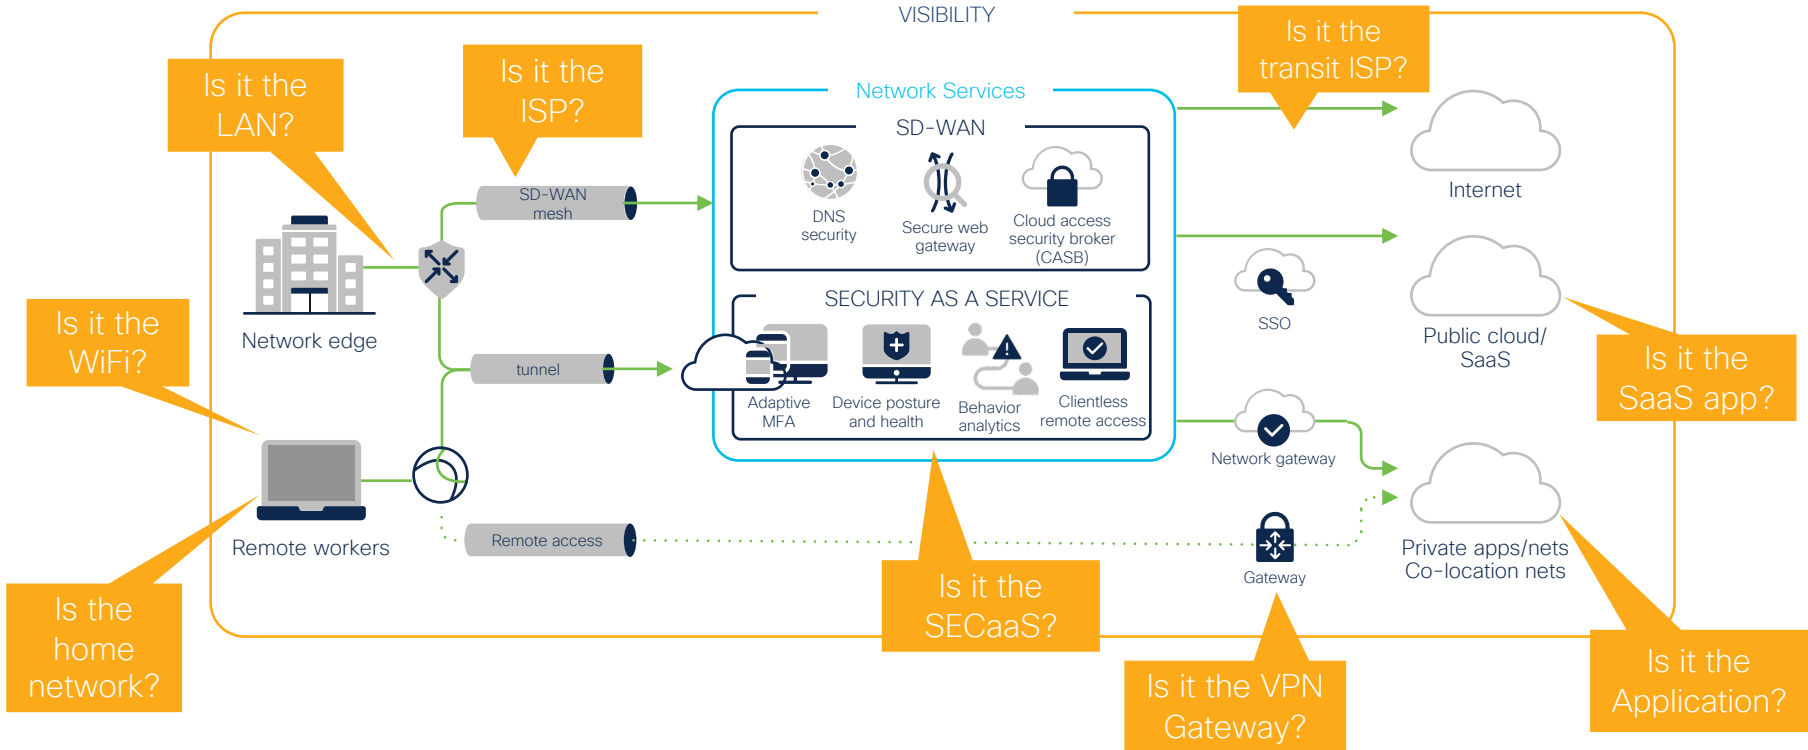 VISIBILITY
Is it the
LAN?
Is it the
ISP?
Is it the
transit ISP?
Network Services
SD-WAN
DNS
security
Secure web
gateway
Cloud access
security broker
(CASB)
SD-WAN
mesh
Internet
Network edge
Is it the
WiFi?
SECURITY AS A SERVICE
Adaptive
MFA
Device posture
and health
Behavior
analytics
Clientless
remote access
tunnel
SSO
Public cloud/
SaaS
Is it the
SaaS app?
Network gateway
Remote workers
Remote access
Gateway
Private apps/nets
Co-location nets
Is the
home
network?
Is it the
SECaaS?
Is it the VPN
Gateway?
Is it the
Application?